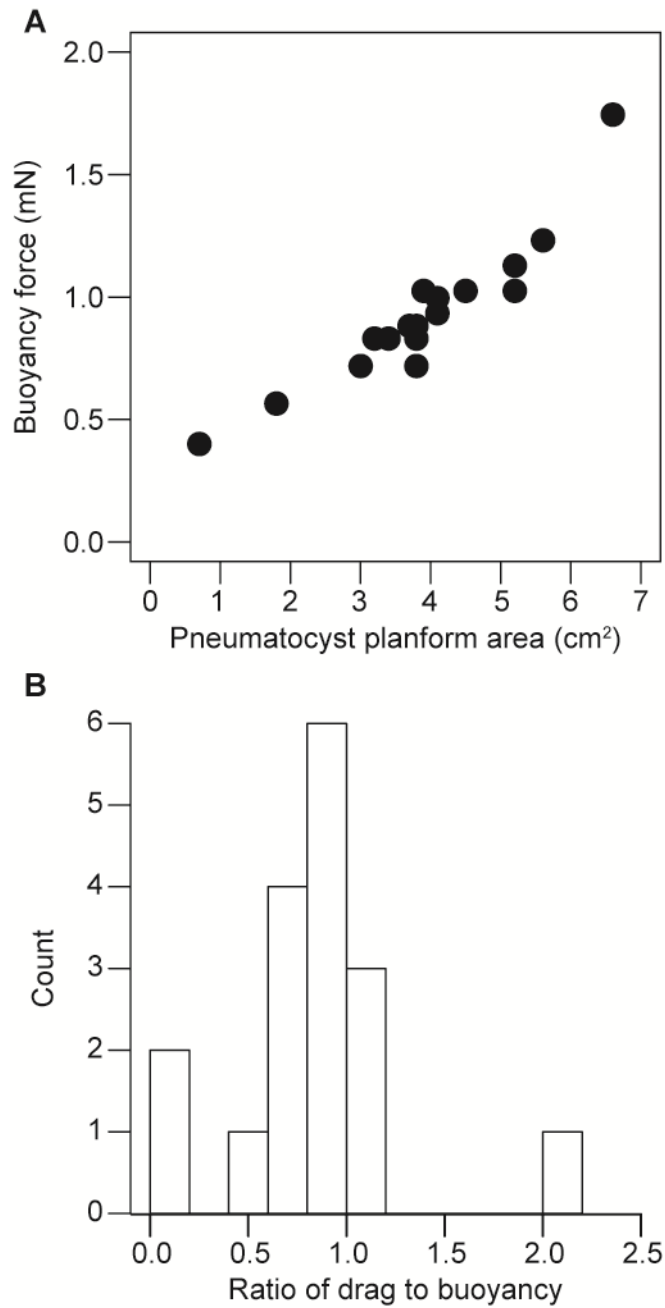 A
2.0
1.5
1.0
0.5
0.0
Buoyancy force (mN)
0 1 2 3 4 5 6 7
Pneumatocyst planform area (cm²)
B
6
5
4
3
2
1
0
Count
0.0 0.5 1.0 1.5 2.0 2.5
Ratio of drag to buoyancy